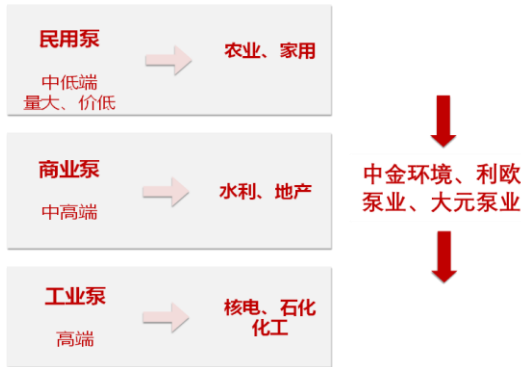 民用泵
中低端
量大、价低
农业、家用
商业泵
中高端
水利、地产
工业泵
高端
核电、石化
化工
中金环境、利欧
泵业、大元泵业